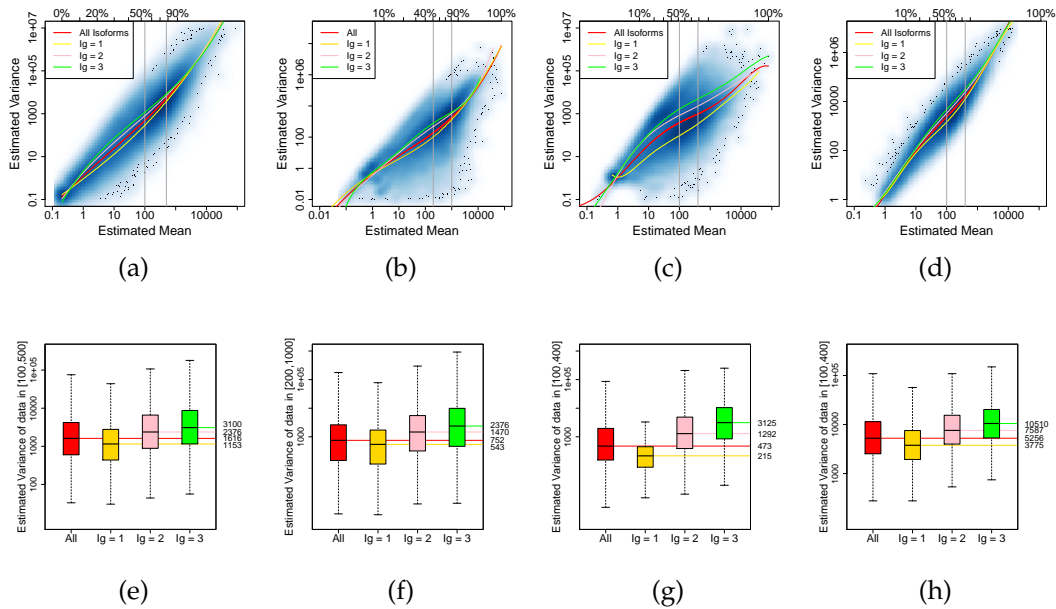 0% 20% 50% 90%
Estimated Variance
1e+07
1e+05
1000
10
0.1
All Isoforms
Ig = 1
Ig = 2
Ig = 3
0.1 1 10 100 10000
Estimated Mean
(a)
10% 40% 90% 100%
Estimated Variance
1e+06
10000
100
1
0.1
All
Ig = 1
Ig = 2
Ig = 3
0.01 1 10 100 10000
Estimated Mean
(b)
10% 50% 100%
Estimated Variance
1e+07
1e+05
1000
10
0.1
All Isoforms
Ig = 1
Ig = 2
Ig = 3
0.01 1 10 100 10000
Estimated Mean
(c)
10% 50% 100%
Estimated Variance
1e+06
10000
100
1
All Isoforms
Ig = 1
Ig = 2
Ig = 3
0.1 1 10 100 10000
Estimated Mean
(d)
Estimated Variance of data in [100,500]
1e+05
10000
1000
100
3100
2376
1616
1153
All Ig = 1 Ig = 2 Ig = 3
(e)
Estimated Variance of data in [200,1000]
1e+05
1000
2376
1470
752
543
All Ig = 1 Ig = 2 Ig = 3
(f)
Estimated Variance of data in [100,400]
1e+05
1000
3125
1292
473
215
All Ig = 1 Ig = 2 Ig = 3
(g)
Estimated Variance of data in [100,400]
1e+05
10000
1000
10510
7587
5256
3775
All Ig = 1 Ig = 2 Ig = 3
(h)